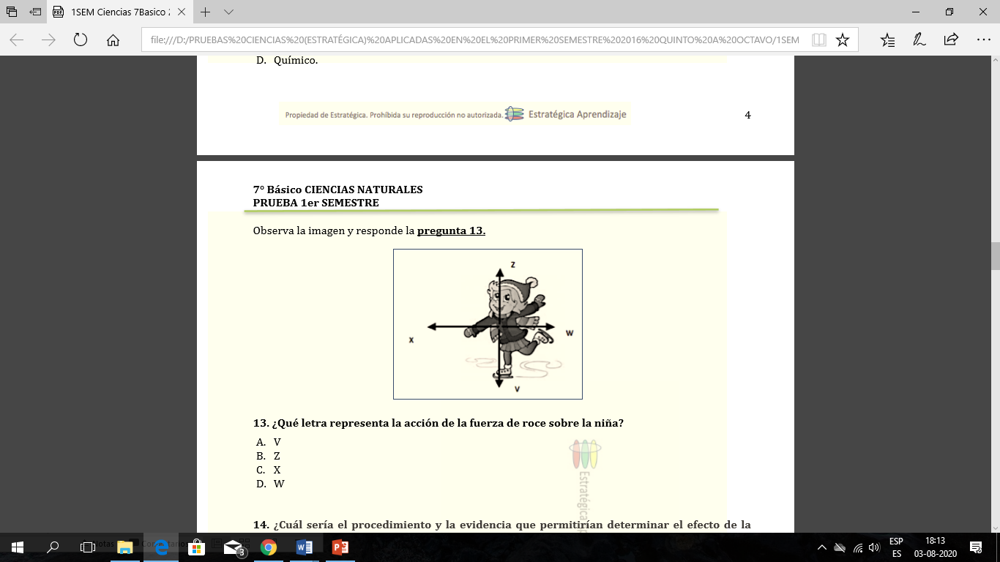 1SEM Ciencias 7Basico 2
file:///D:/PRUEBAS%20CIENCIAS%20(ESTRATÉGICA)%20APLICADAS%20EN%20EL%20PRIMER%20SEMESTRE%202016%20QUINTO%20A%20OCTAVO/1SEM
D. Químico.
Propiedad de Estratégica. Prohíbida su reproducción no autorizada. Estratégica Aprendizaje
4
7° Básico CIENCIAS NATURALES
PRUEBA 1er SEMESTRE
Observa la imagen y responde la pregunta 13.
Z
X
W
V
13. ¿Qué letra representa la acción de la fuerza de roce sobre la niña?
A. V
B. Z
C. X
D. W
Estratégica
14. ¿Cuál sería el procedimiento y la evidencia que permitirían determinar el efecto de la
3
ESP
ES
18:13
03-08-2020